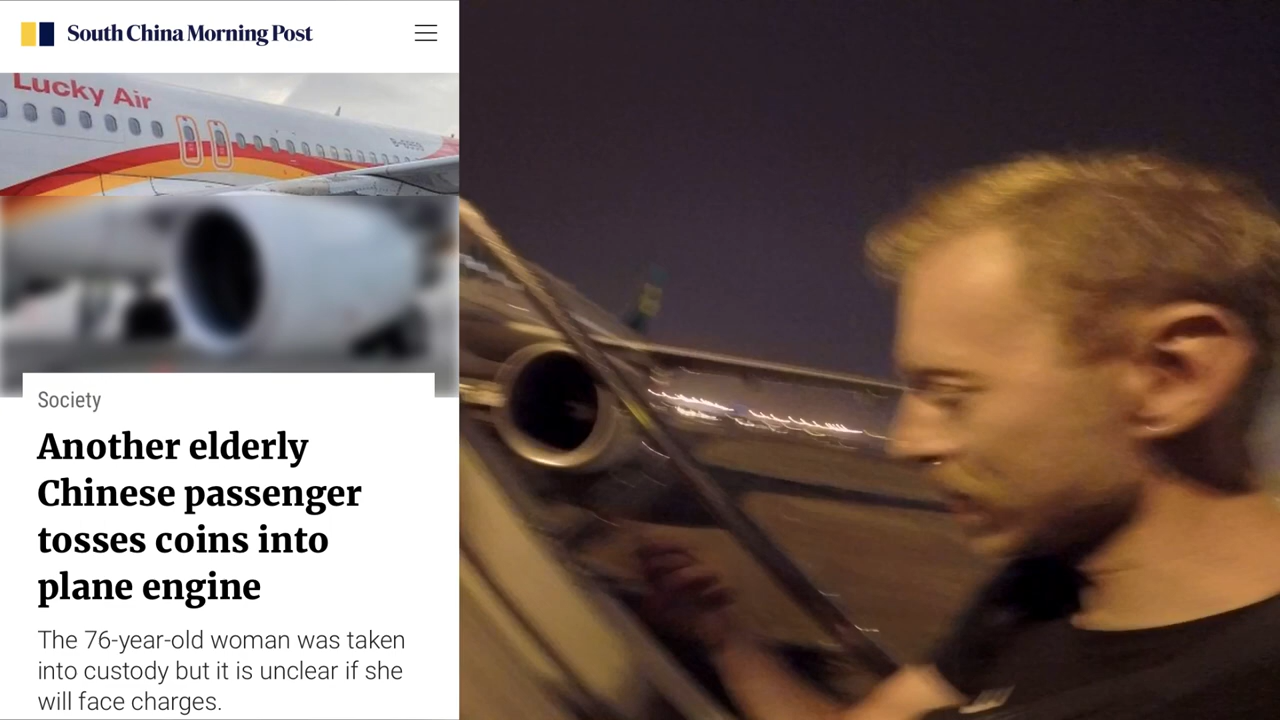 South China Morning Post
Lucky Air
Society
Another elderly
Chinese passenger
tosses coins into
plane engine
The 76-year-old woman was taken
into custody but it is unclear if she
will face charges.